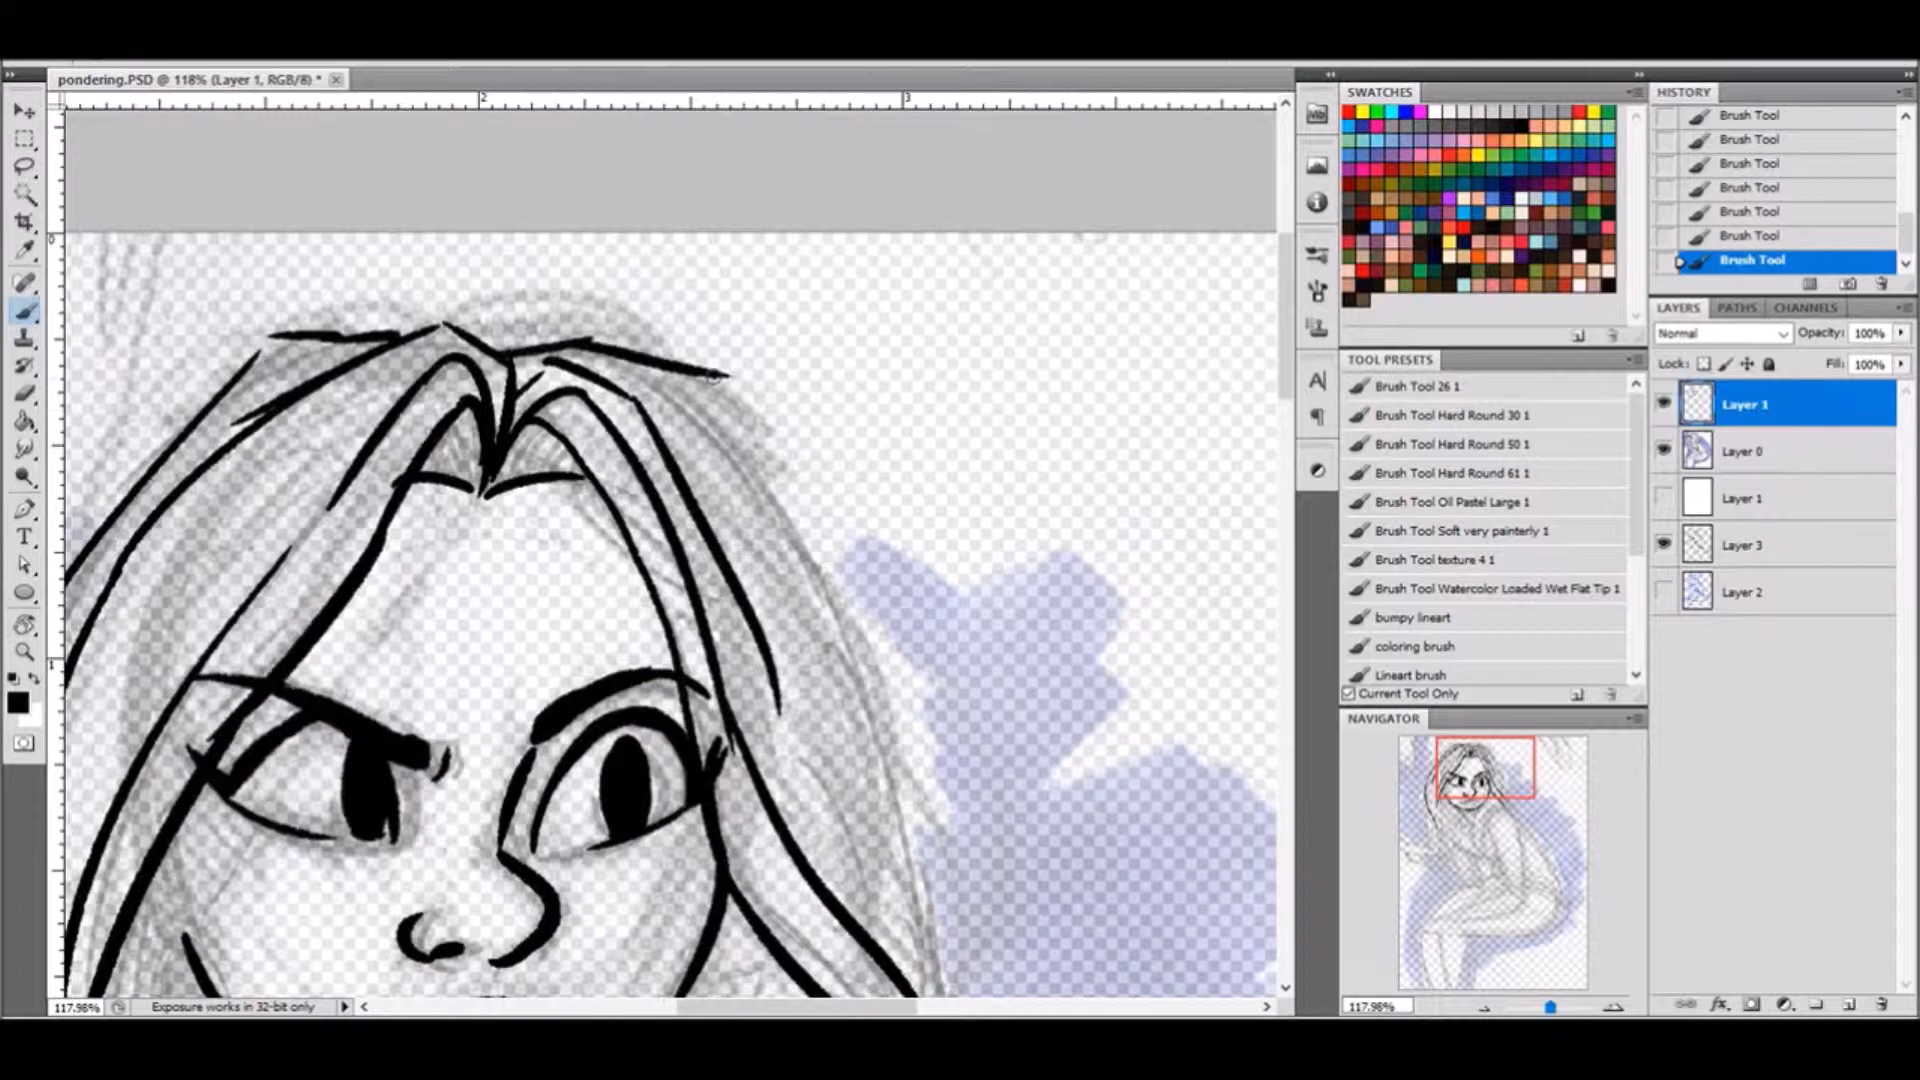 pondering.PSD @ 118% (Layer 1, RGB/8) *
2
3
0
1
117.98%
Exposure works in 32-bit only
SWATCHES
TOOL PRESETS
Brush Tool 26 1
Brush Tool Hard Round 30 1
Brush Tool Hard Round 50 1
Brush Tool Hard Round 61 1
Brush Tool Oil Pastel Large 1
Brush Tool Soft very painterly 1
Brush Tool texture 4 1
Brush Tool Watercolor Loaded Wet Flat Tip 1
bumpy lineart
coloring brush
Lineart brush
Current Tool Only
NAVIGATOR
117.98%
HISTORY
Brush Tool
Brush Tool
Brush Tool
Brush Tool
Brush Tool
Brush Tool
Brush Tool
LAYERS PATHS CHANNELS
Normal Opacity: 100%
Lock: Fill: 100%
Layer 1
Layer 0
Layer 1
Layer 3
Layer 2